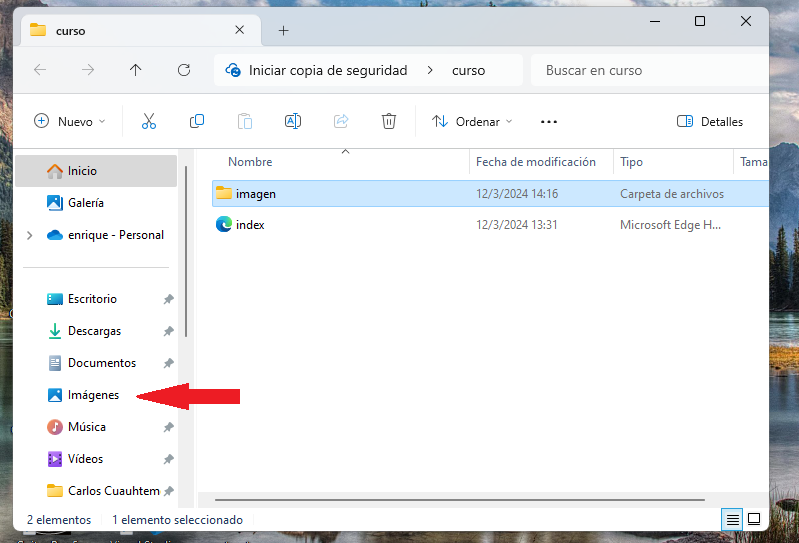 curso
Iniciar copia de seguridad > curso
Buscar en curso
Nuevo
Ordenar
Detalles
Inicio
Galería
enrique - Personal
Escritorio
Descargas
Documentos
Imágenes
Música
Vídeos
Carlos Cuauhtem
Nombre Fecha de modificación Tipo Tama
imagen 12/3/2024 14:16 Carpeta de archivos
index 12/3/2024 13:31 Microsoft Edge H...
2 elementos 1 elemento seleccionado